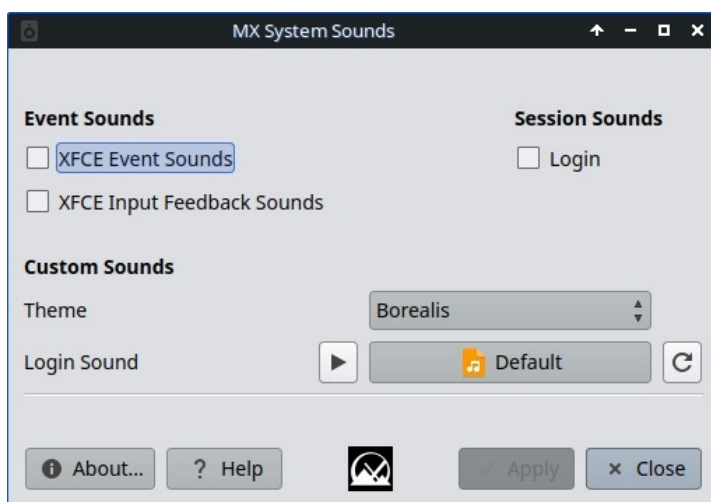 MX System Sounds
Event Sounds
Session Sounds
XFCE Event Sounds
Login
XFCE Input Feedback Sounds
Custom Sounds
Theme
Borealis
Login Sound
Default
About...
? Help
Apply
Close